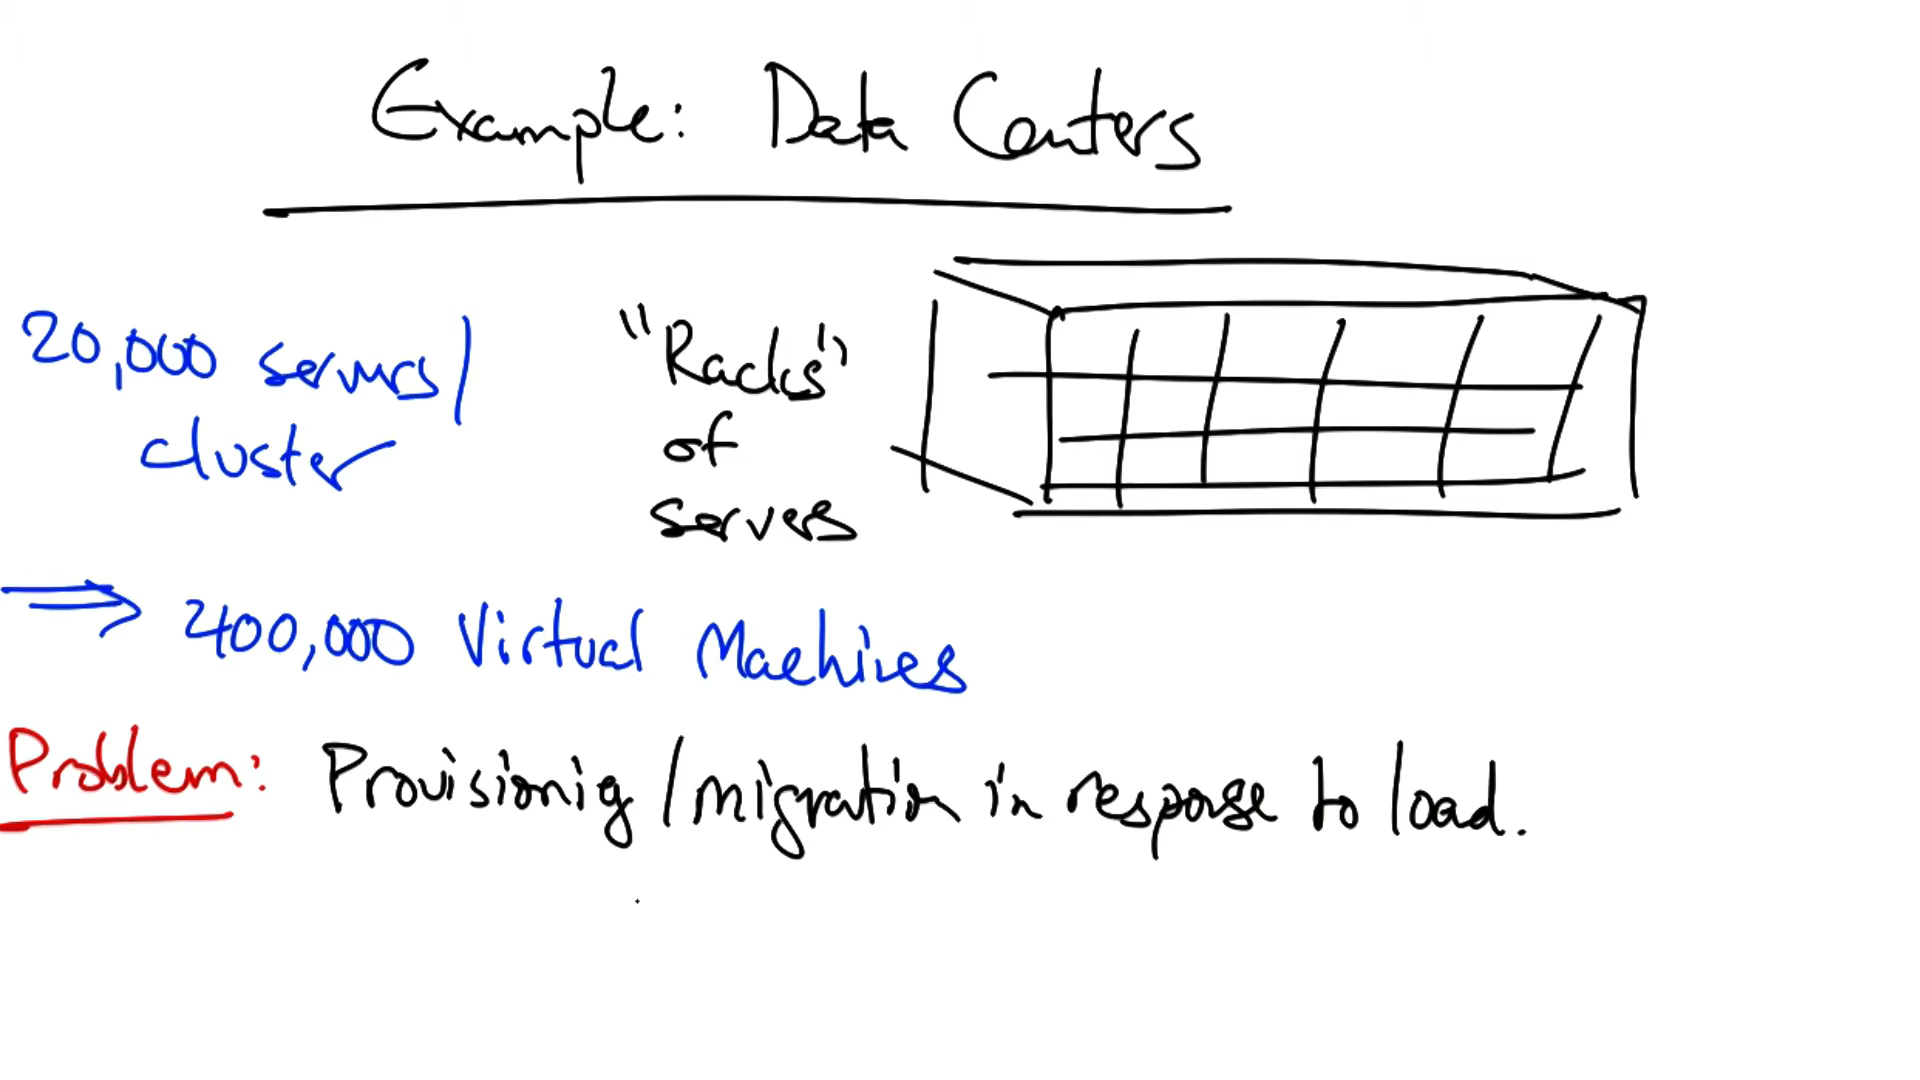 Example: Data Centers
20,000 servers/
cluster
"Racks"
of
servers
⇒ 400,000 Virtual Machines
Problem: Provisionig/migration in response to load.